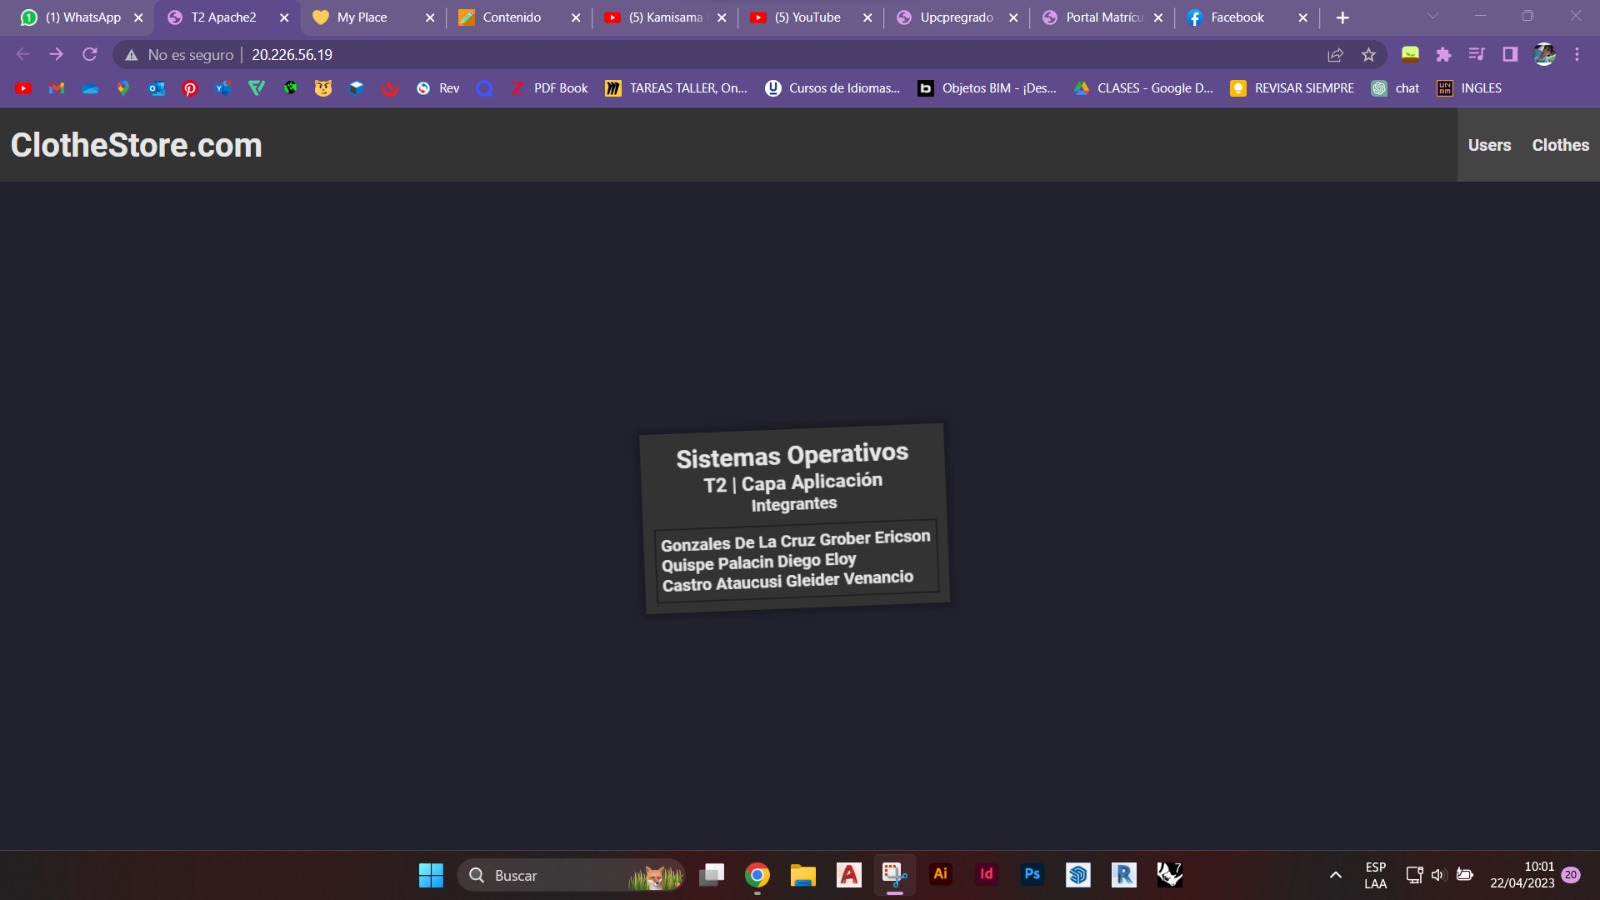 (1) WhatsApp
T2 Apache2
My Place
Contenido
(5) Kamisama
(5) YouTube
Upcpregrado
Portal Matrícu
Facebook
No es seguro | 20.226.56.19
Rev
PDF Book
TAREAS TALLER, On...
Cursos de Idiomas...
Objetos BIM - ¡Des...
CLASES - Google D...
REVISAR SIEMPRE
chat
INGLES
ClotheStore.com
Users
Clothes
Sistemas Operativos
T2 | Capa Aplicación
Integrantes
Gonzales De La Cruz Grober Ericson
Quispe Palacin Diego Eloy
Castro Ataucusi Gleider Venancio
Buscar
Ai
Id
Ps
R
7
ESP
LAA
10:01
22/04/2023
20